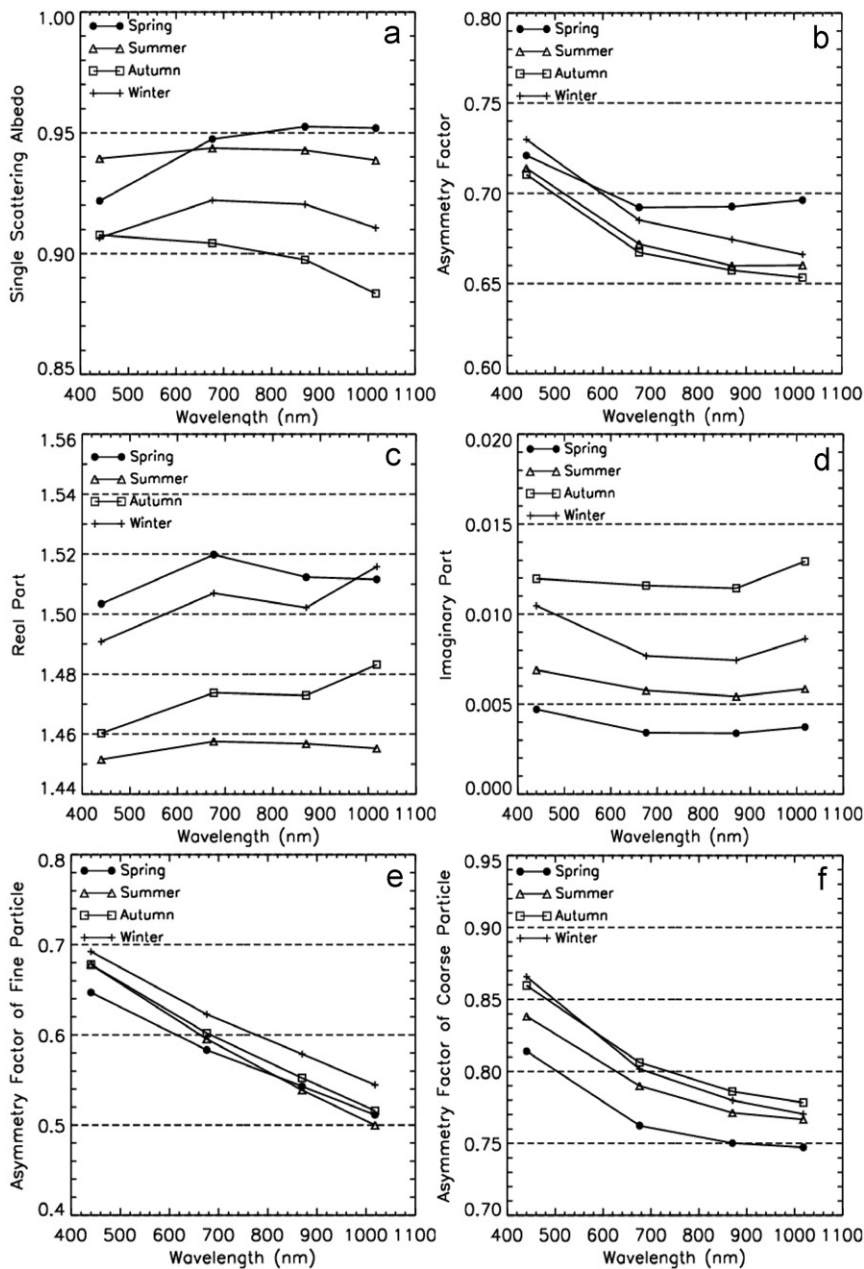 a
Spring
Summer
Autumn
Winter
1.00
0.95
0.90
0.85
Single Scattering Albedo
400 500 600 700 800 900 1000 1100
Wavelength (nm)
b
Spring
Summer
Autumn
Winter
0.80
0.75
0.70
0.65
0.60
Asymmetry Factor
400 500 600 700 800 900 1000 1100
Wavelength (nm)
c
Spring
Summer
Autumn
Winter
1.56
1.54
1.52
1.50
1.48
1.46
1.44
Real Part
400 500 600 700 800 900 1000 1100
Wavelength (nm)
d
Spring
Summer
Autumn
Winter
0.020
0.015
0.010
0.005
0.000
Imaginary Part
400 500 600 700 800 900 1000 1100
Wavelength (nm)
e
Spring
Summer
Autumn
Winter
0.8
0.7
0.6
0.5
0.4
Asymmetry Factor of Fine Particle
400 500 600 700 800 900 1000 1100
Wavelength (nm)
f
Spring
Summer
Autumn
Winter
0.95
0.90
0.85
0.80
0.75
0.70
Asymmetry Factor of Coarse Particle
400 500 600 700 800 900 1000 1100
Wavelength (nm)